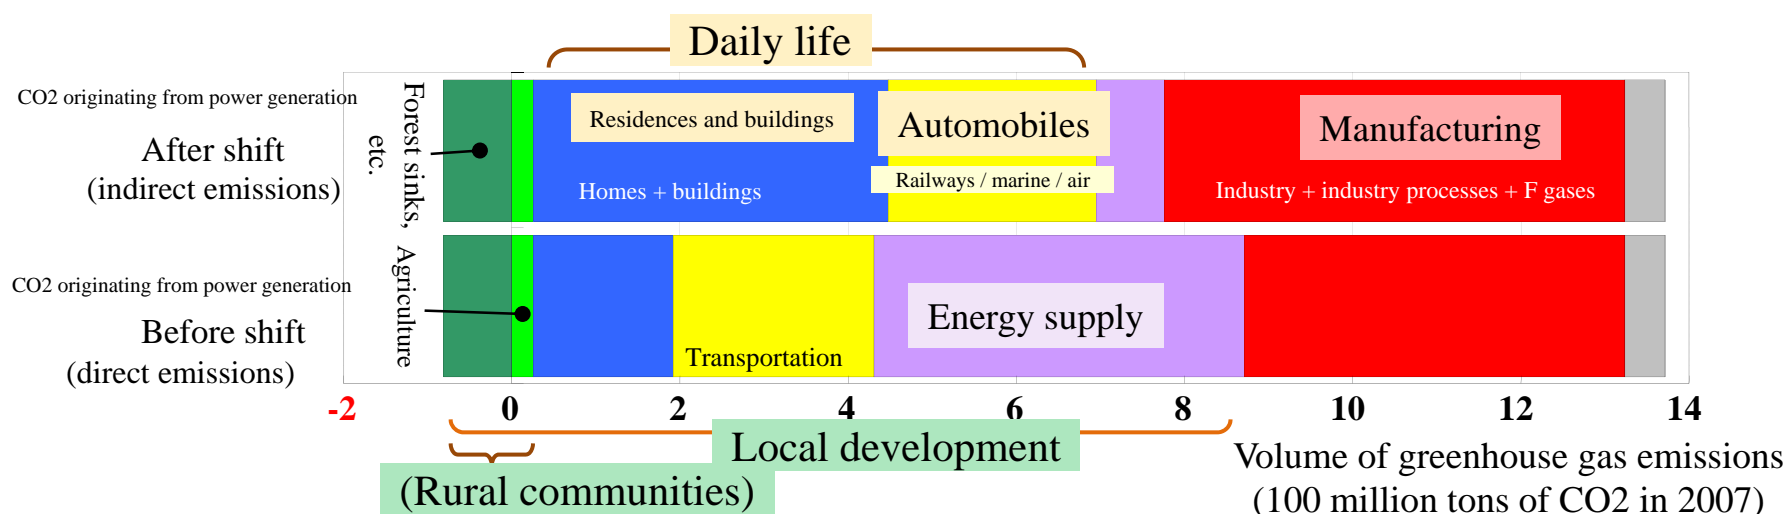 Daily life
CO2 originating from power generation
After shift
(indirect emissions)
Forest sinks,
etc.
Residences and buildings
Homes + buildings
Automobiles
Railways / marine / air
Manufacturing
Industry + industry processes + F gases
CO2 originating from power generation
Before shift
(direct emissions)
Agriculture
Transportation
Energy supply
-2 0 2 4 6 8 10 12 14
Local development
(Rural communities)
Volume of greenhouse gas emissions
(100 million tons of CO2 in 2007)